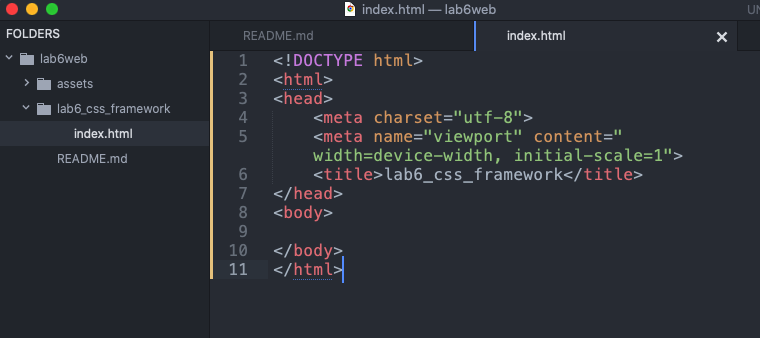 index.html — lab6web
UN
FOLDERS
lab6web
assets
lab6_css_framework
index.html
README.md
README.md
index.html
1 <!DOCTYPE html>
2 <html>
3 <head>
4 <meta charset="utf-8">
5 <meta name="viewport" content="
width=device-width, initial-scale=1">
6 <title>lab6_css_framework</title>
7 </head>
8 <body>
9
10 </body>
11 </html>